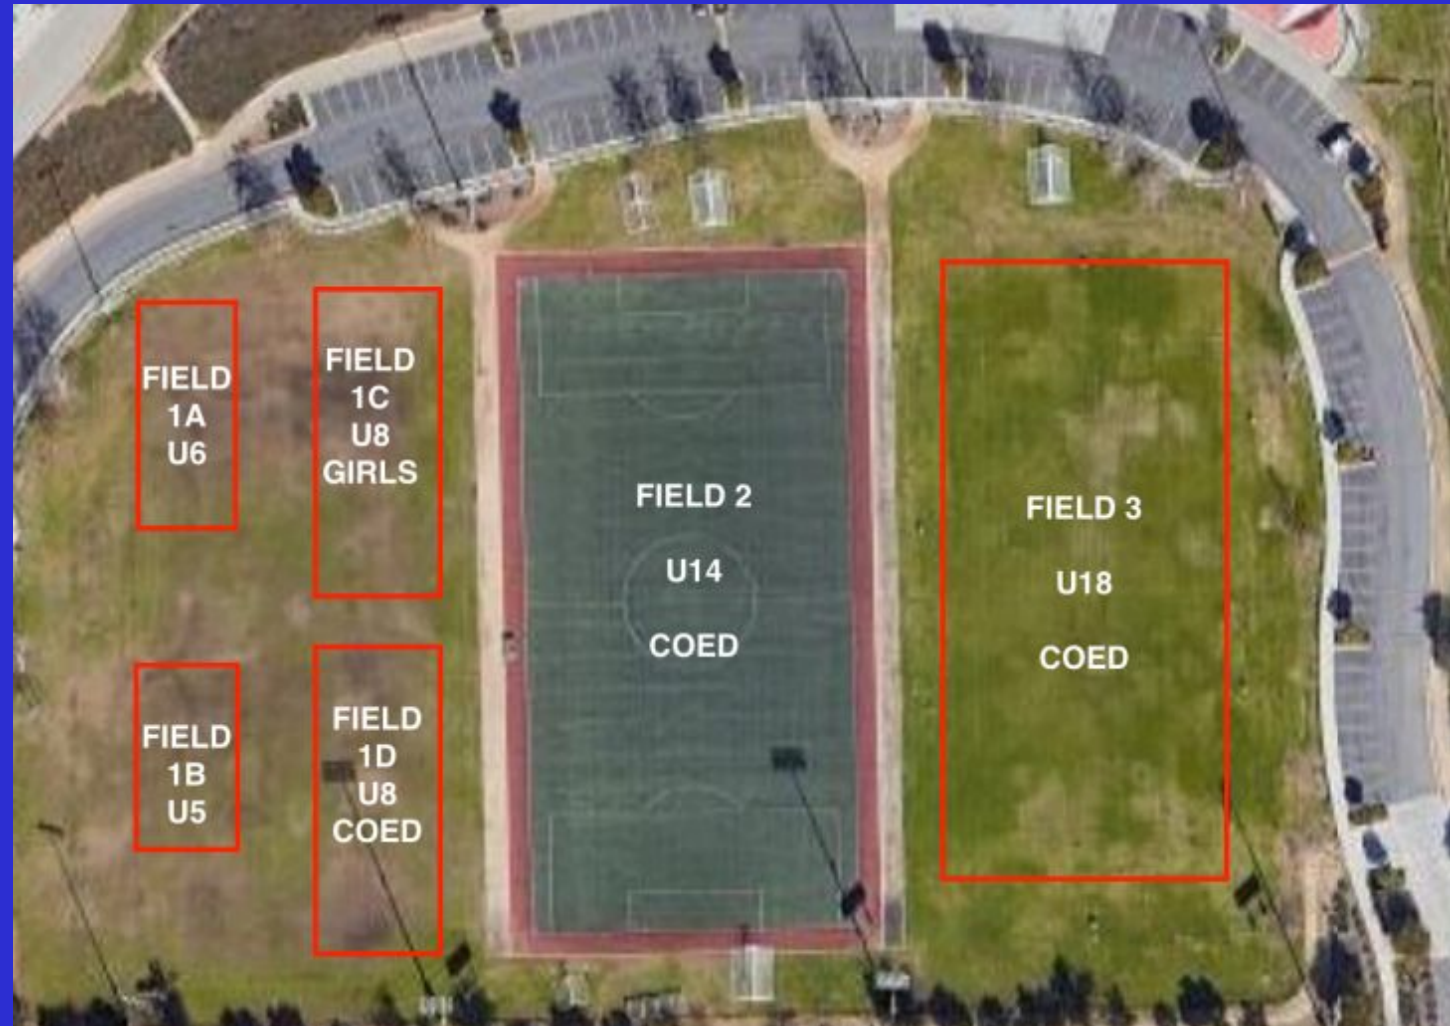 FIELD
1A
U6
FIELD
1C
U8
GIRLS
FIELD
1B
U5
FIELD
1D
U8
COED
FIELD 2
U14
COED
FIELD 3
U18
COED